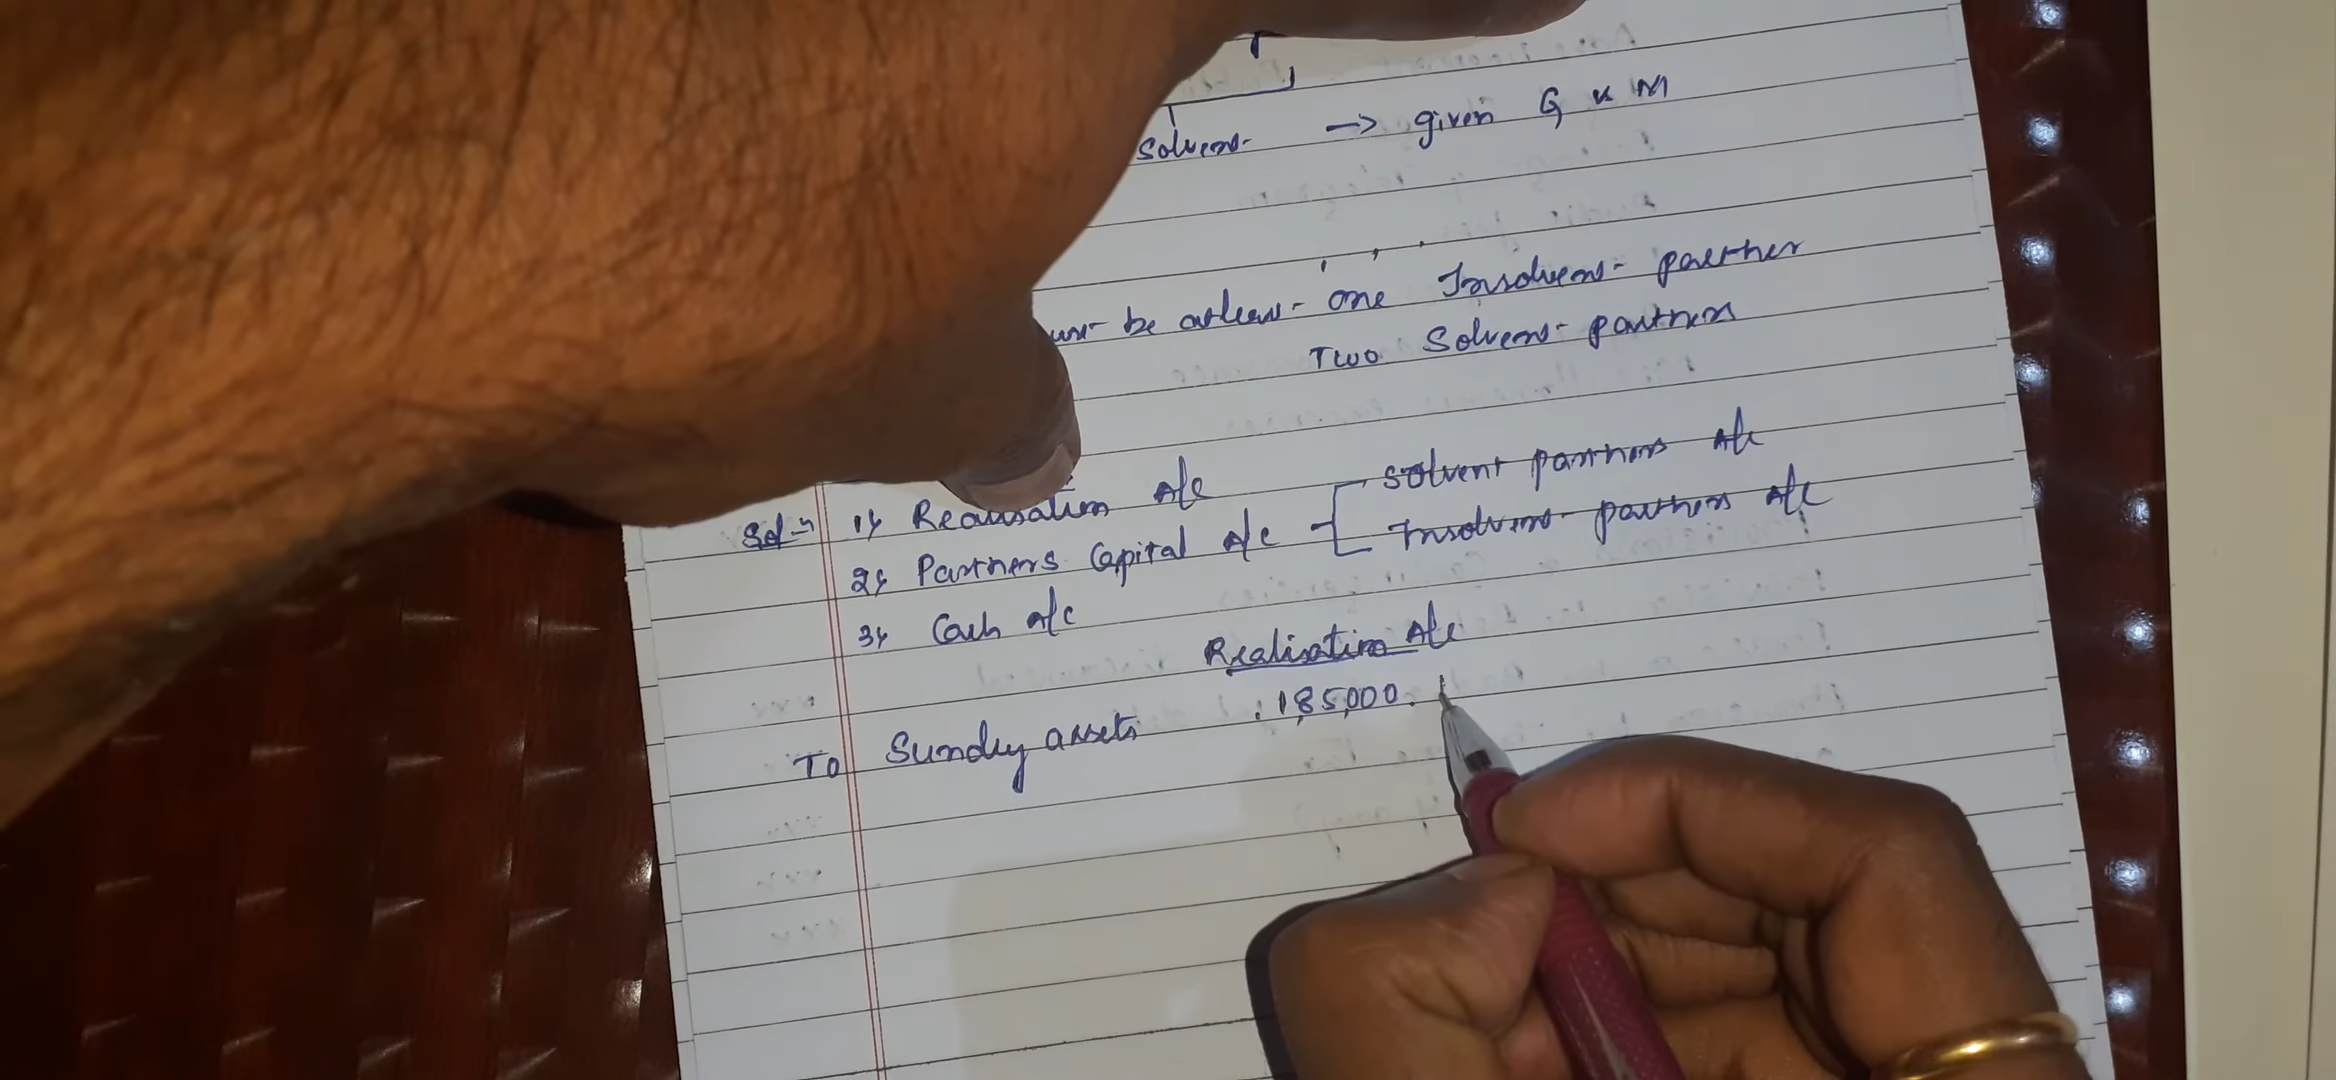 Solvent → given G v M
be atleast one Insolvent partner
Two Solvent partners
Sol-n 1) Realisation A/c
2) Partners Capital A/c solvent partners A/c
Insolvent partners A/c
3) Cash A/c
Realisation A/c
To Sundry assets 1,85,000